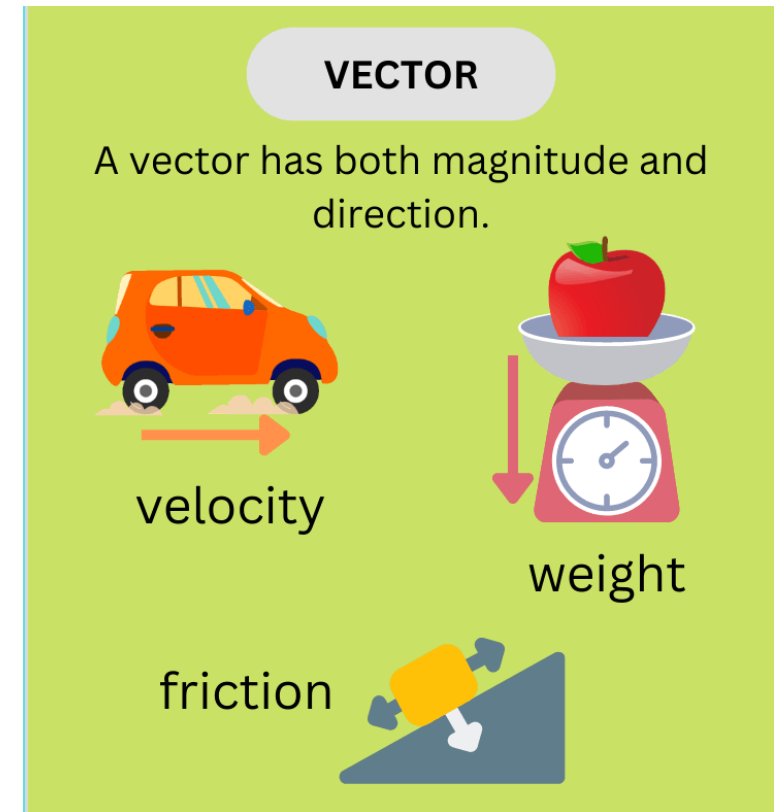 VECTOR
A vector has both magnitude and
direction.
velocity
weight
friction